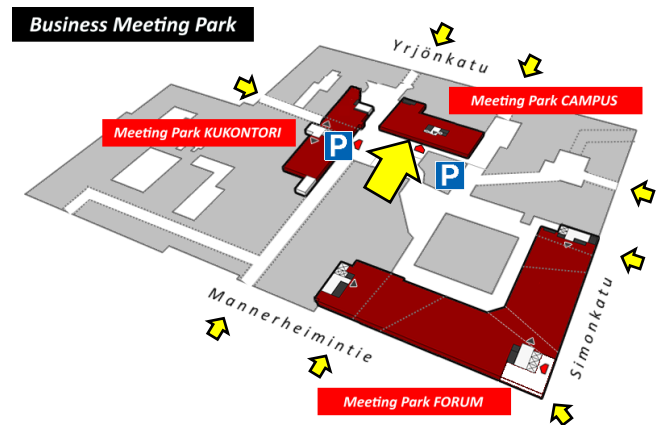 Business Meeting Park
Yrjönkatu
Meeting Park CAMPUS
Meeting Park KUKONTORI
P
P
Mannerheimintie
Simonkatu
Meeting Park FORUM